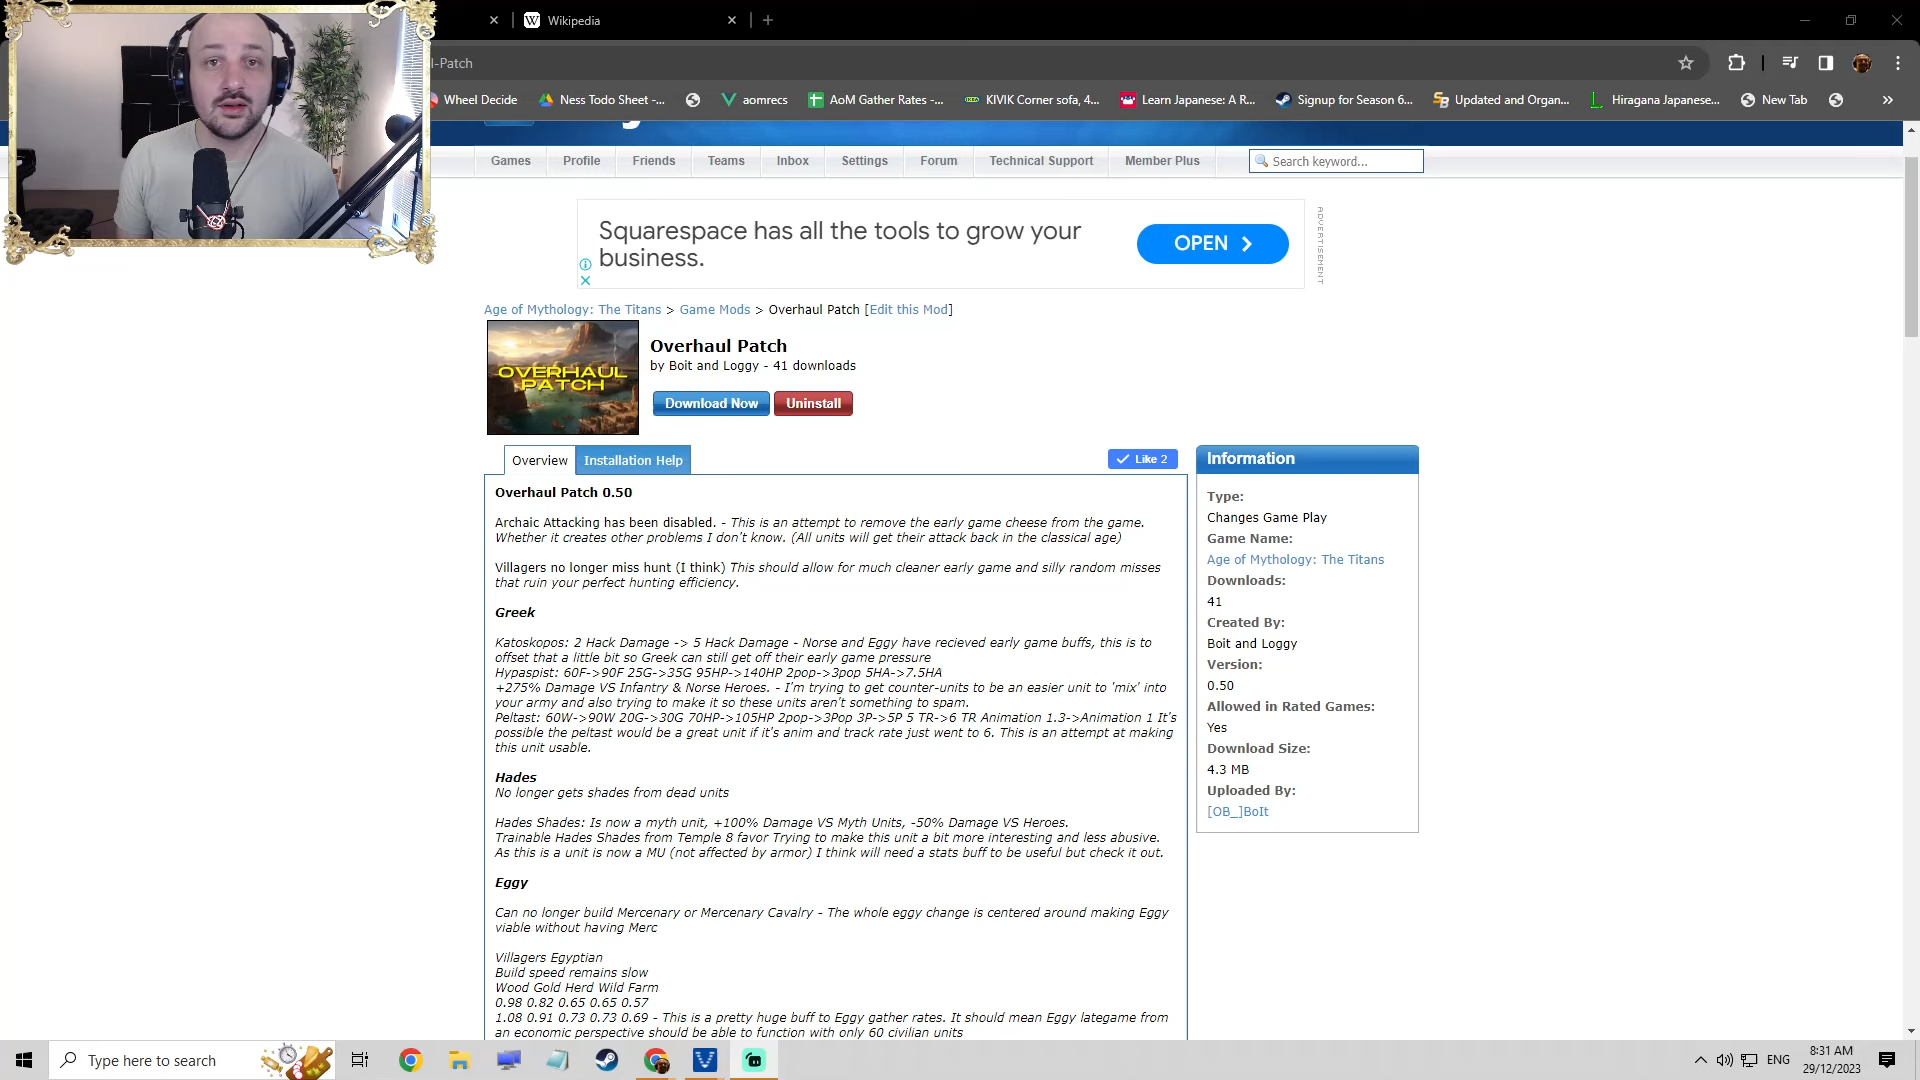 Wikipedia
l-Patch
Wheel Decide
Ness Todo Sheet -...
aomrecs
AoM Gather Rates -...
KIVIK Corner sofa, 4...
Learn Japanese: A R...
Signup for Season 6...
Updated and Organ...
Hiragana Japanese...
New Tab
Games
Profile
Friends
Teams
Inbox
Settings
Forum
Technical Support
Member Plus
Search keyword...
Squarespace has all the tools to grow your
business.
OPEN
ADVERTISEMENT
Age of Mythology: The Titans > Game Mods > Overhaul Patch [Edit this Mod]
OVERHAUL
PATCH
Overhaul Patch
by Boit and Loggy - 41 downloads
Download Now
Uninstall
Overview
Installation Help
Like 2
Overhaul Patch 0.50
Archaic Attacking has been disabled. - This is an attempt to remove the early game cheese from the game.
Whether it creates other problems I don't know. (All units will get their attack back in the classical age)
Villagers no longer miss hunt (I think) This should allow for much cleaner early game and silly random misses
that ruin your perfect hunting efficiency.
Greek
Katoskopos: 2 Hack Damage -> 5 Hack Damage - Norse and Eggy have recieved early game buffs, this is to
offset that a little bit so Greek can still get off their early game pressure
Hypaspist: 60F->90F 25G->35G 95HP->140HP 2pop->3pop 5HA->7.5HA
+275% Damage VS Infantry & Norse Heroes. - I'm trying to get counter-units to be an easier unit to 'mix' into
your army and also trying to make it so these units aren't something to spam.
Peltast: 60W->90W 20G->30G 70HP->105HP 2pop->3Pop 3P->5P 5 TR->6 TR Animation 1.3->Animation 1 It's
possible the peltast would be a great unit if it's anim and track rate just went to 6. This is an attempt at making
this unit usable.
Hades
No longer gets shades from dead units
Hades Shades: Is now a myth unit, +100% Damage VS Myth Units, -50% Damage VS Heroes.
Trainable Hades Shades from Temple 8 favor Trying to make this unit a bit more interesting and less abusive.
As this is a unit is now a MU (not affected by armor) I think will need a stats buff to be useful but check it out.
Eggy
Can no longer build Mercenary or Mercenary Cavalry - The whole eggy change is centered around making Eggy
viable without having Merc
Villagers Egyptian
Build speed remains slow
Wood Gold Herd Wild Farm
0.98 0.82 0.65 0.65 0.57
1.08 0.91 0.73 0.73 0.69 - This is a pretty huge buff to Eggy gather rates. It should mean Eggy lategame from
an economic perspective should be able to function with only 60 civilian units
Information
Type:
Changes Game Play
Game Name:
Age of Mythology: The Titans
Downloads:
41
Created By:
Boit and Loggy
Version:
0.50
Allowed in Rated Games:
Yes
Download Size:
4.3 MB
Uploaded By:
[OB_]BoIt
Type here to search
ENG
8:31 AM
29/12/2023